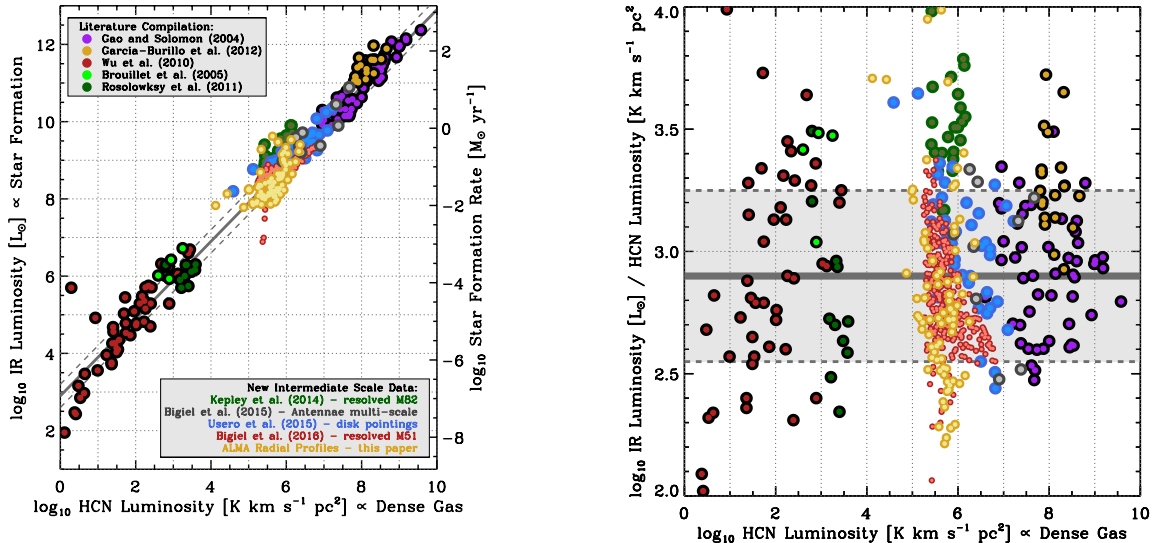 Literature Compilation:
Gao and Solomon (2004)
Garcia-Burillo et al. (2012)
Wu et al. (2010)
Brouillet et al. (2005)
Rosolowksy et al. (2011)
New Intermediate Scale Data:
Kepley et al. (2014) - resolved M82
Bigiel et al. (2015) - Antennae multi-scale
Usero et al. (2015) - disk pointings
Bigiel et al. (2016) - resolved M51
ALMA Radial Profiles - this paper
log₁₀ IR Luminosity [L⊙] ∝ Star Formation
12
10
8
6
4
2
2
0
−2
−4
−6
−8
log₁₀ Star Formation Rate [M⊙ yr⁻¹]
0 2 4 6 8 10
log₁₀ HCN Luminosity [K km s⁻¹ pc²] ∝ Dense Gas
log₁₀ IR Luminosity [L⊙] / HCN Luminosity [K km s⁻¹ pc²]
4.0
3.5
3.0
2.5
2.0
0 2 4 6 8 10
log₁₀ HCN Luminosity [K km s⁻¹ pc²] ∝ Dense Gas